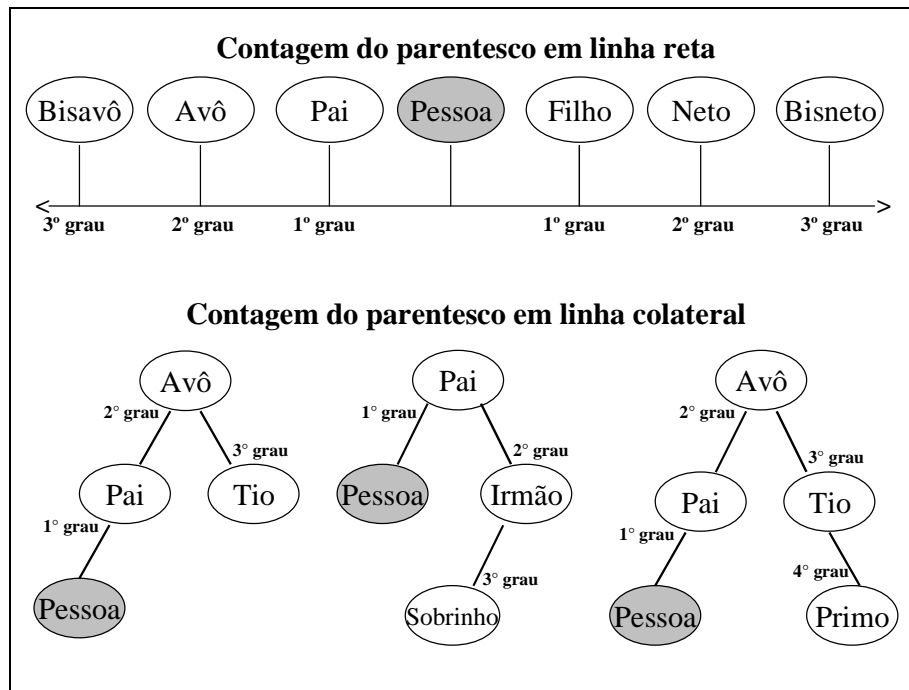 Contagem do parentesco em linha reta
Bisavô Avô Pai Pessoa Filho Neto Bisneto
3º grau 2º grau 1º grau 1º grau 2º grau 3º grau
Contagem do parentesco em linha colateral
Avô
2° grau
3° grau
Pai Tio
1° grau
Pessoa
Pai
1° grau
2° grau
Pessoa Irmão
3° grau
Sobrinho
Avô
2° grau
3° grau
Pai Tio
1° grau
4° grau
Pessoa Primo